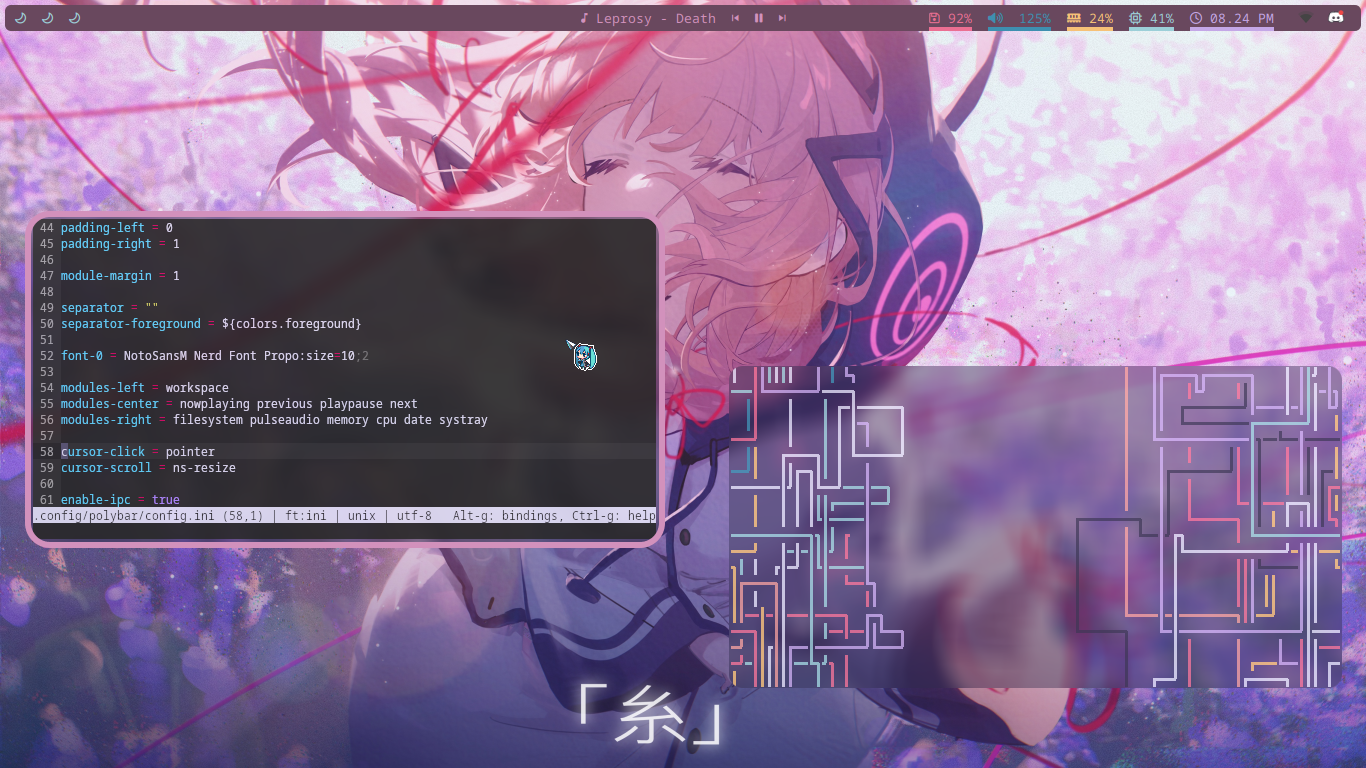 Leprosy - Death
92% 125% 24% 41% 08.24 PM
44 padding-left = 0
45 padding-right = 1
46
47 module-margin = 1
48
49 separator = ""
50 separator-foreground = ${colors.foreground}
51
52 font-0 = NotoSansM Nerd Font Propo:size=10;2
53
54 modules-left = workspace
55 modules-center = nowplaying previous playpause next
56 modules-right = filesystem pulseaudio memory cpu date systray
57
58 cursor-click = pointer
59 cursor-scroll = ns-resize
60
61 enable-ipc = true
.config/polybar/config.ini (58,1) | ft:ini | unix | utf-8 Alt-g: bindings, Ctrl-g: help
「糸」